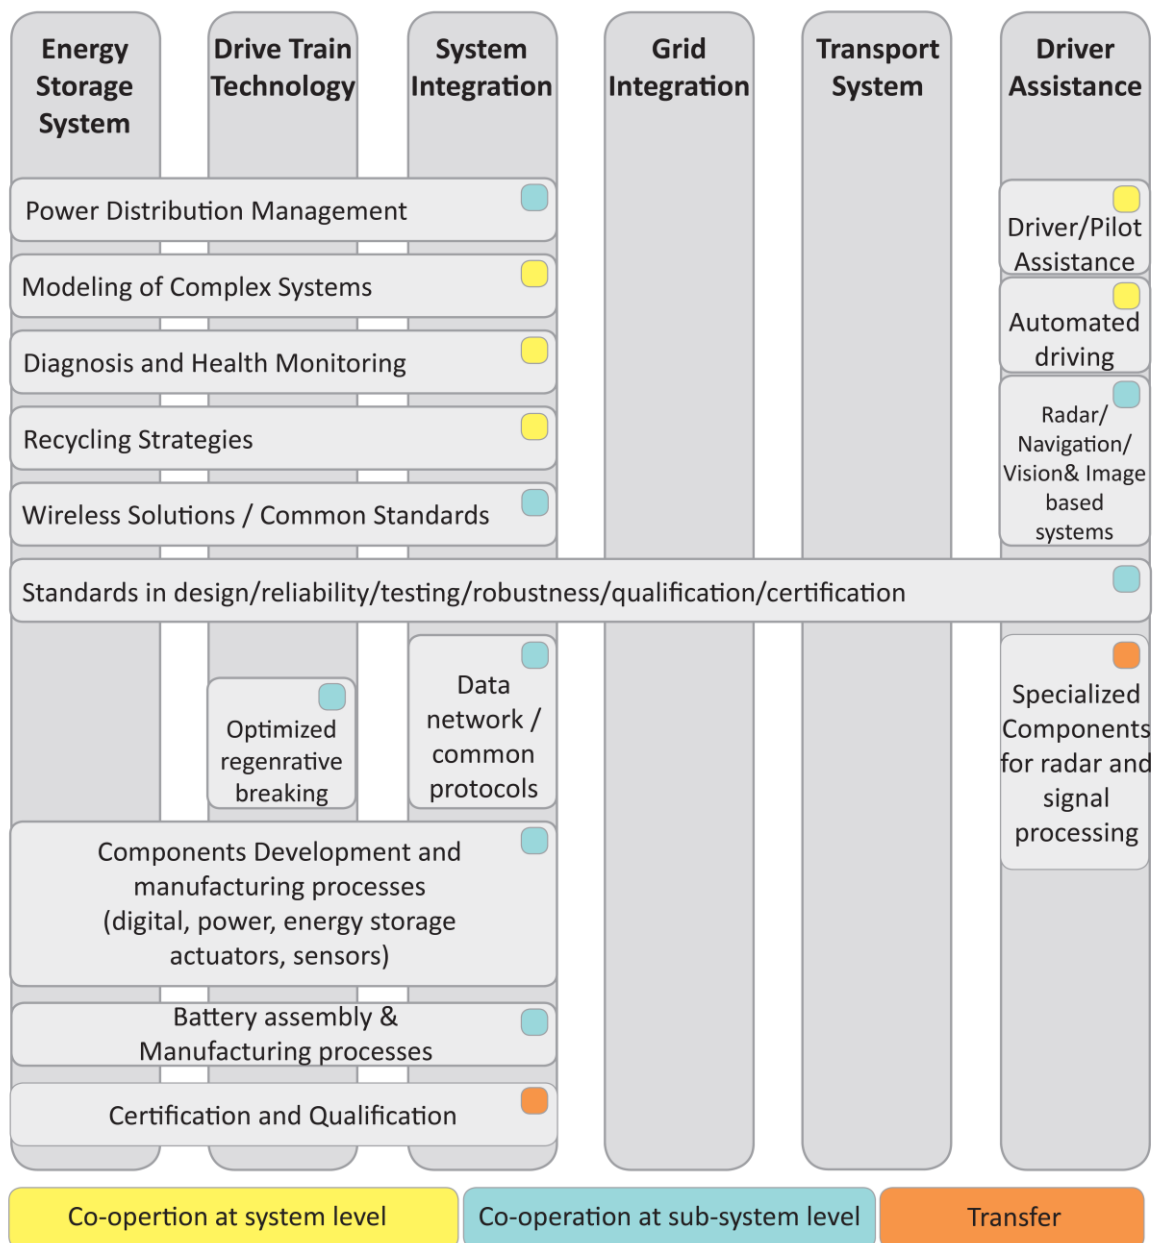 Energy
Storage
System
Drive Train
Technology
System
Integration
Grid
Integration
Transport
System
Driver
Assistance
Power Distribution Management
Modeling of Complex Systems
Diagnosis and Health Monitoring
Recycling Strategies
Wireless Solutions / Common Standards
Driver/Pilot
Assistance
Automated
driving
Radar/
Navigation/
Vision& Image
based
systems
Standards in design/reliability/testing/robustness/qualification/certification
Optimized
regenrative
breaking
Data
network /
common
protocols
Specialized
Components
for radar and
signal
processing
Components Development and
manufacturing processes
(digital, power, energy storage
actuators, sensors)
Battery assembly &
Manufacturing processes
Certification and Qualification
Co-opertion at system level
Co-operation at sub-system level
Transfer